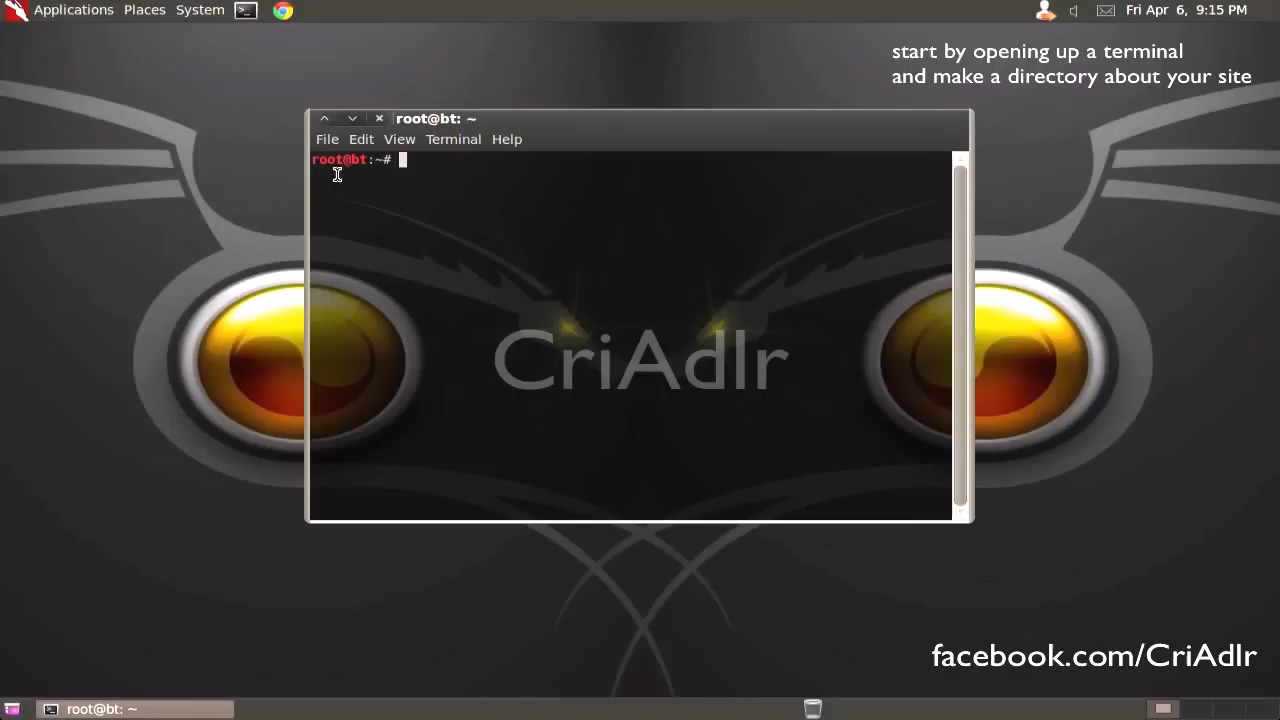 Applications Places System
Fri Apr 6, 9:15 PM
start by opening up a terminal
and make a directory about your site
root@bt: ~
File Edit View Terminal Help
root@bt:~#
CriAdlr
facebook.com/CriAdlr
root@bt: ~